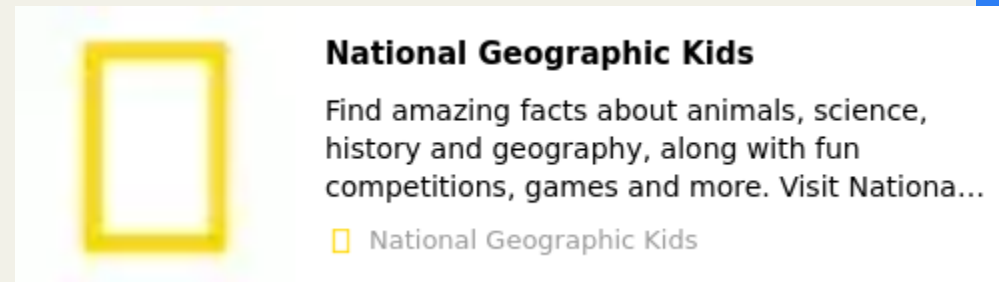 National Geographic Kids
Find amazing facts about animals, science,
history and geography, along with fun
competitions, games and more. Visit Nationa...
National Geographic Kids